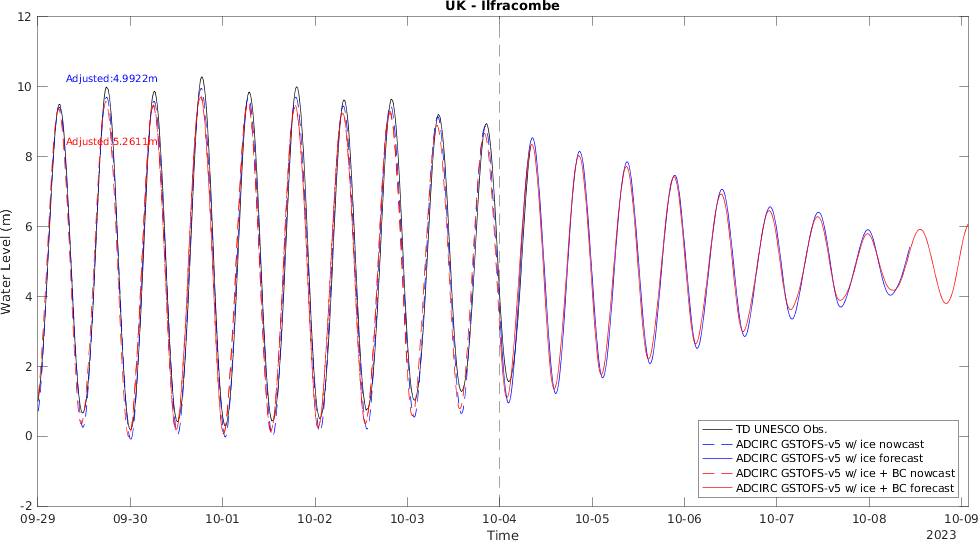 UK - Ilfracombe
12
10
8
6
4
2
0
-2
Water Level (m)
Adjusted:4.9922m
Adjusted:5.2611m
TD UNESCO Obs.
ADCIRC GSTOFS-v5 w/ ice nowcast
ADCIRC GSTOFS-v5 w/ ice forecast
ADCIRC GSTOFS-v5 w/ ice + BC nowcast
ADCIRC GSTOFS-v5 w/ ice + BC forecast
09-29 09-30 10-01 10-02 10-03 10-04 10-05 10-06 10-07 10-08 10-09
Time
2023